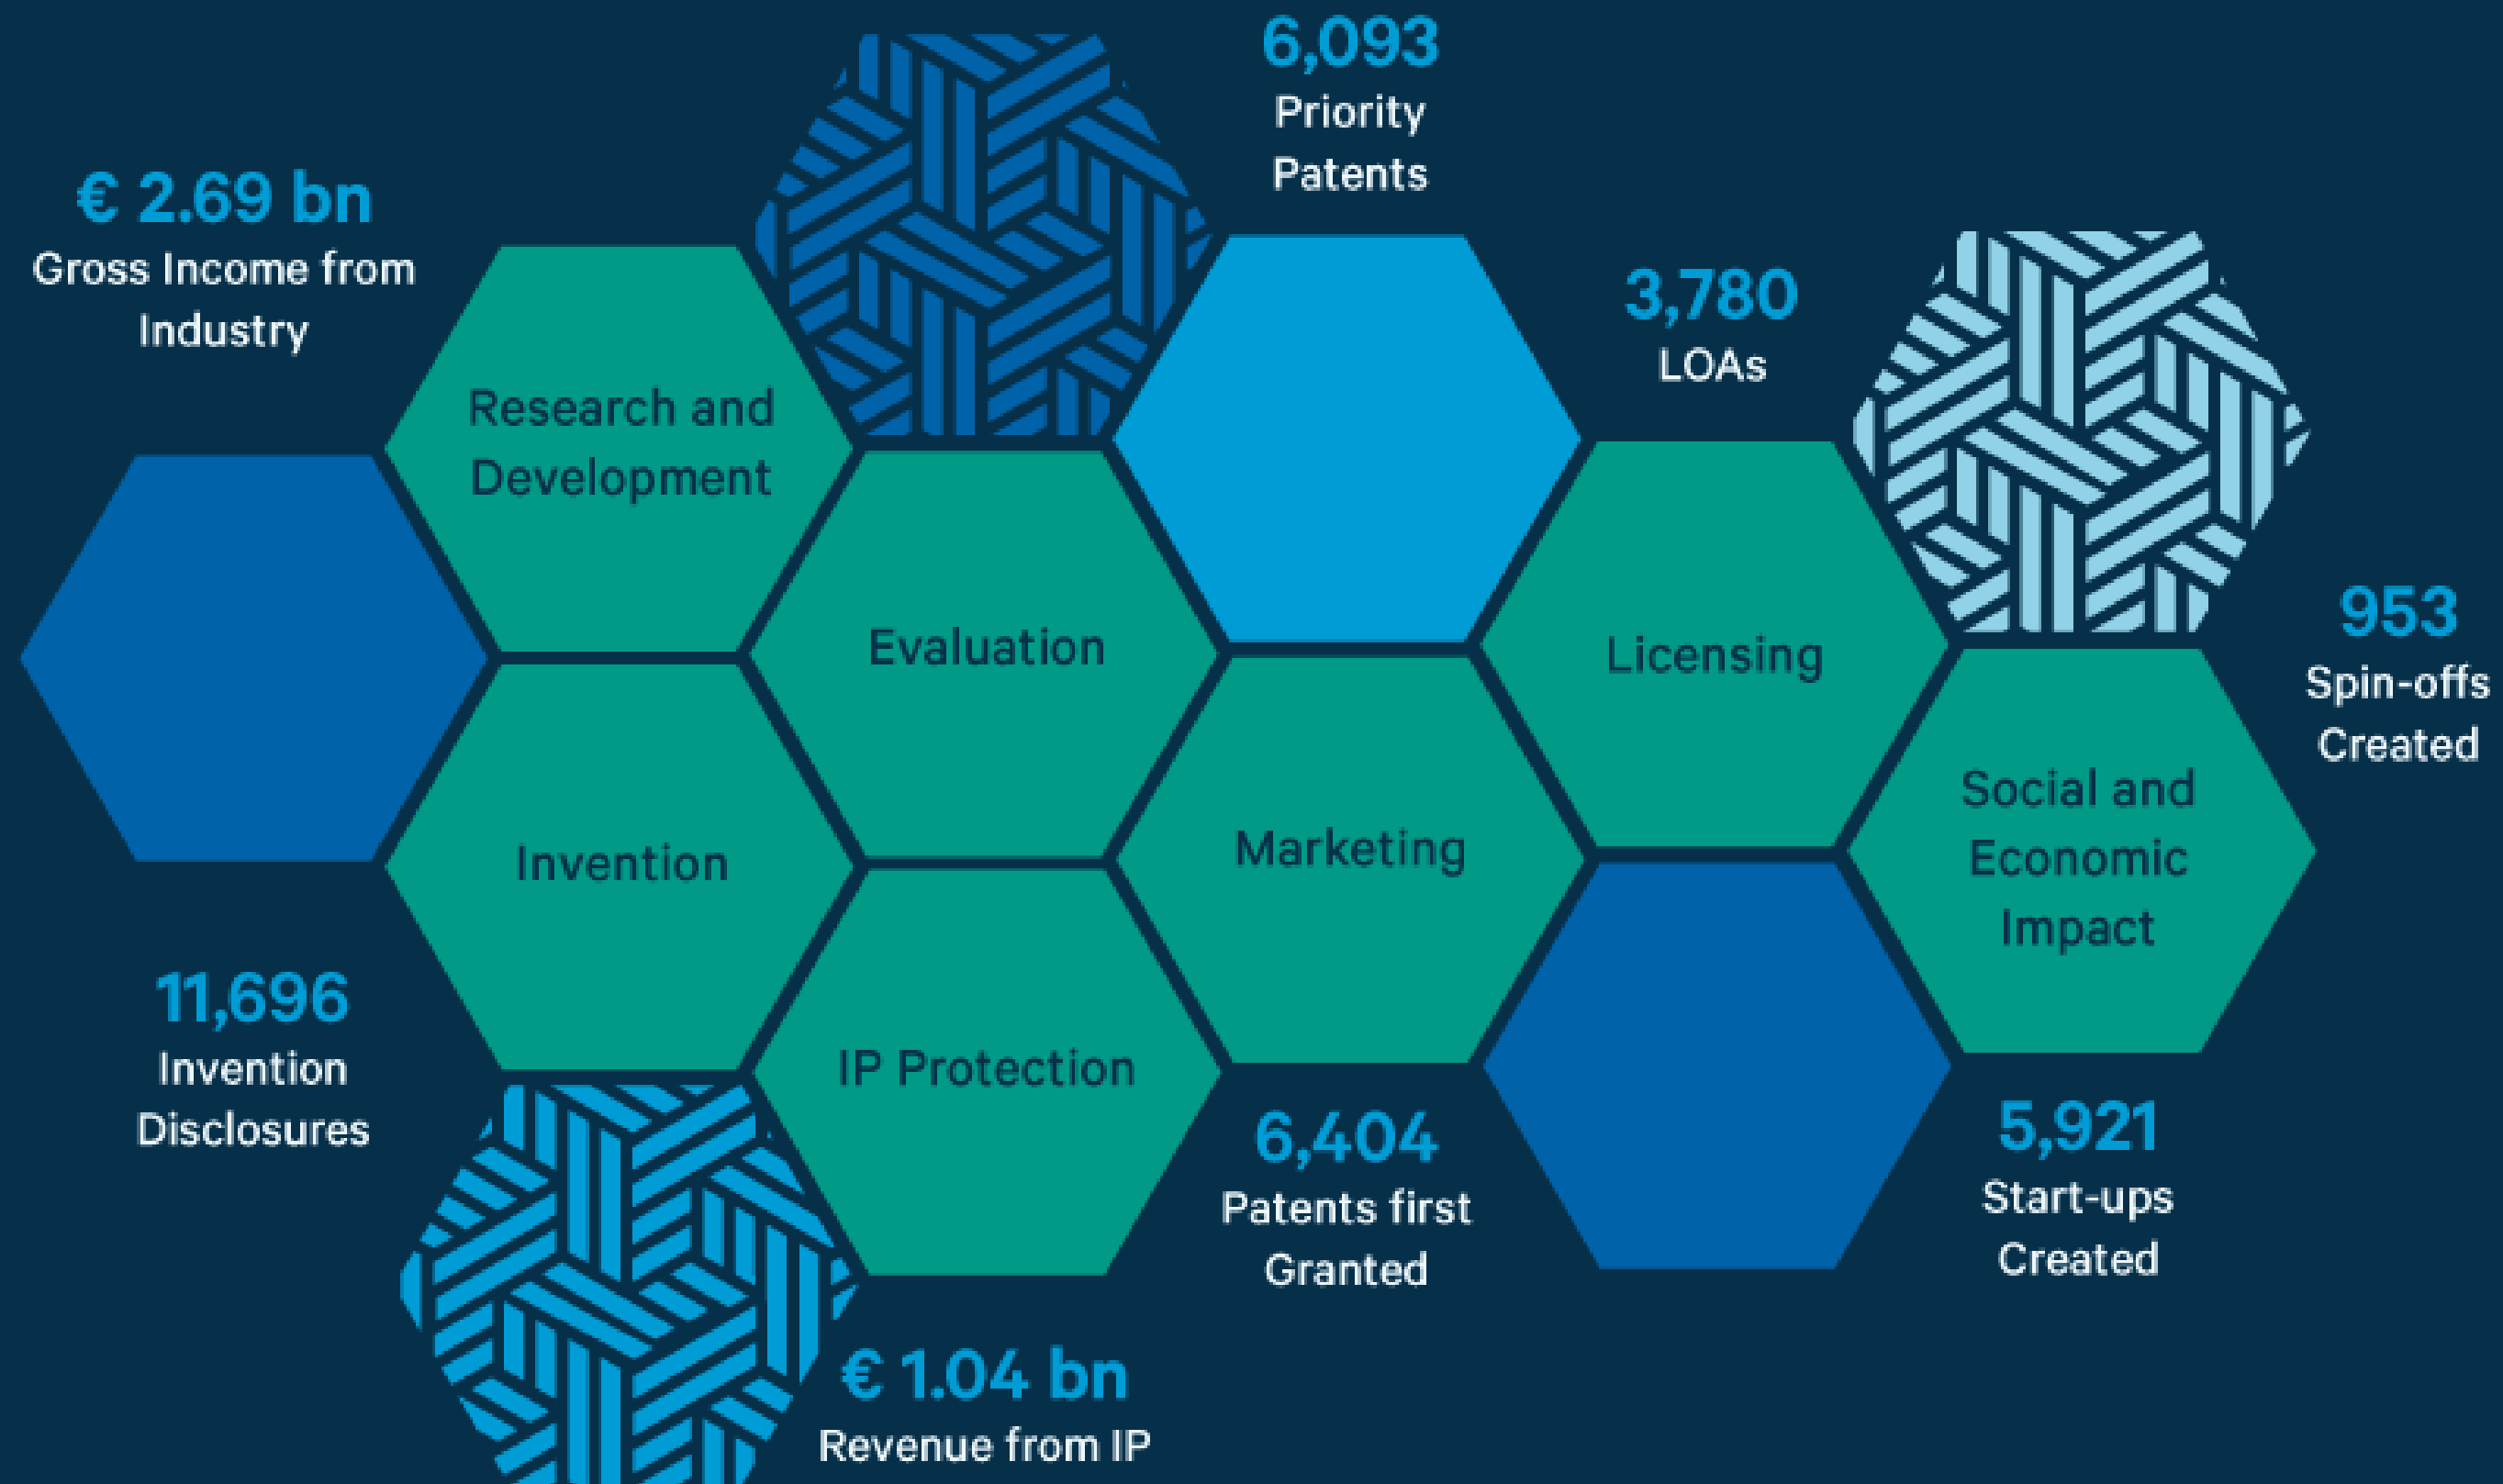 6,093
Priority
Patents
€ 2.69 bn
Gross Income from
Industry
3,780
LOAs
Research and
Development
Evaluation
Licensing
953
Spin-offs
Created
Invention
Marketing
Social and
Economic
Impact
11,696
Invention
Disclosures
IP Protection
6,404
Patents first
Granted
5,921
Start-ups
Created
€ 1.04 bn
Revenue from IP